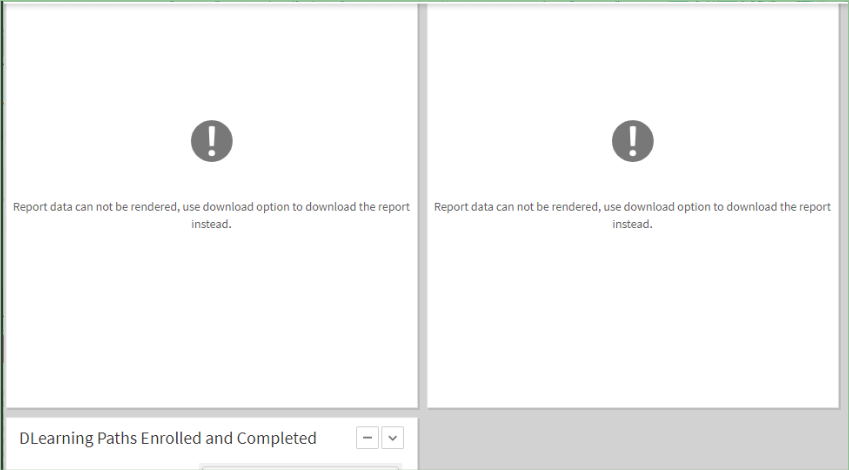 Report data can not be rendered, use download option to download the report
instead.
Report data can not be rendered, use download option to download the report
instead.
DLearning Paths Enrolled and Completed